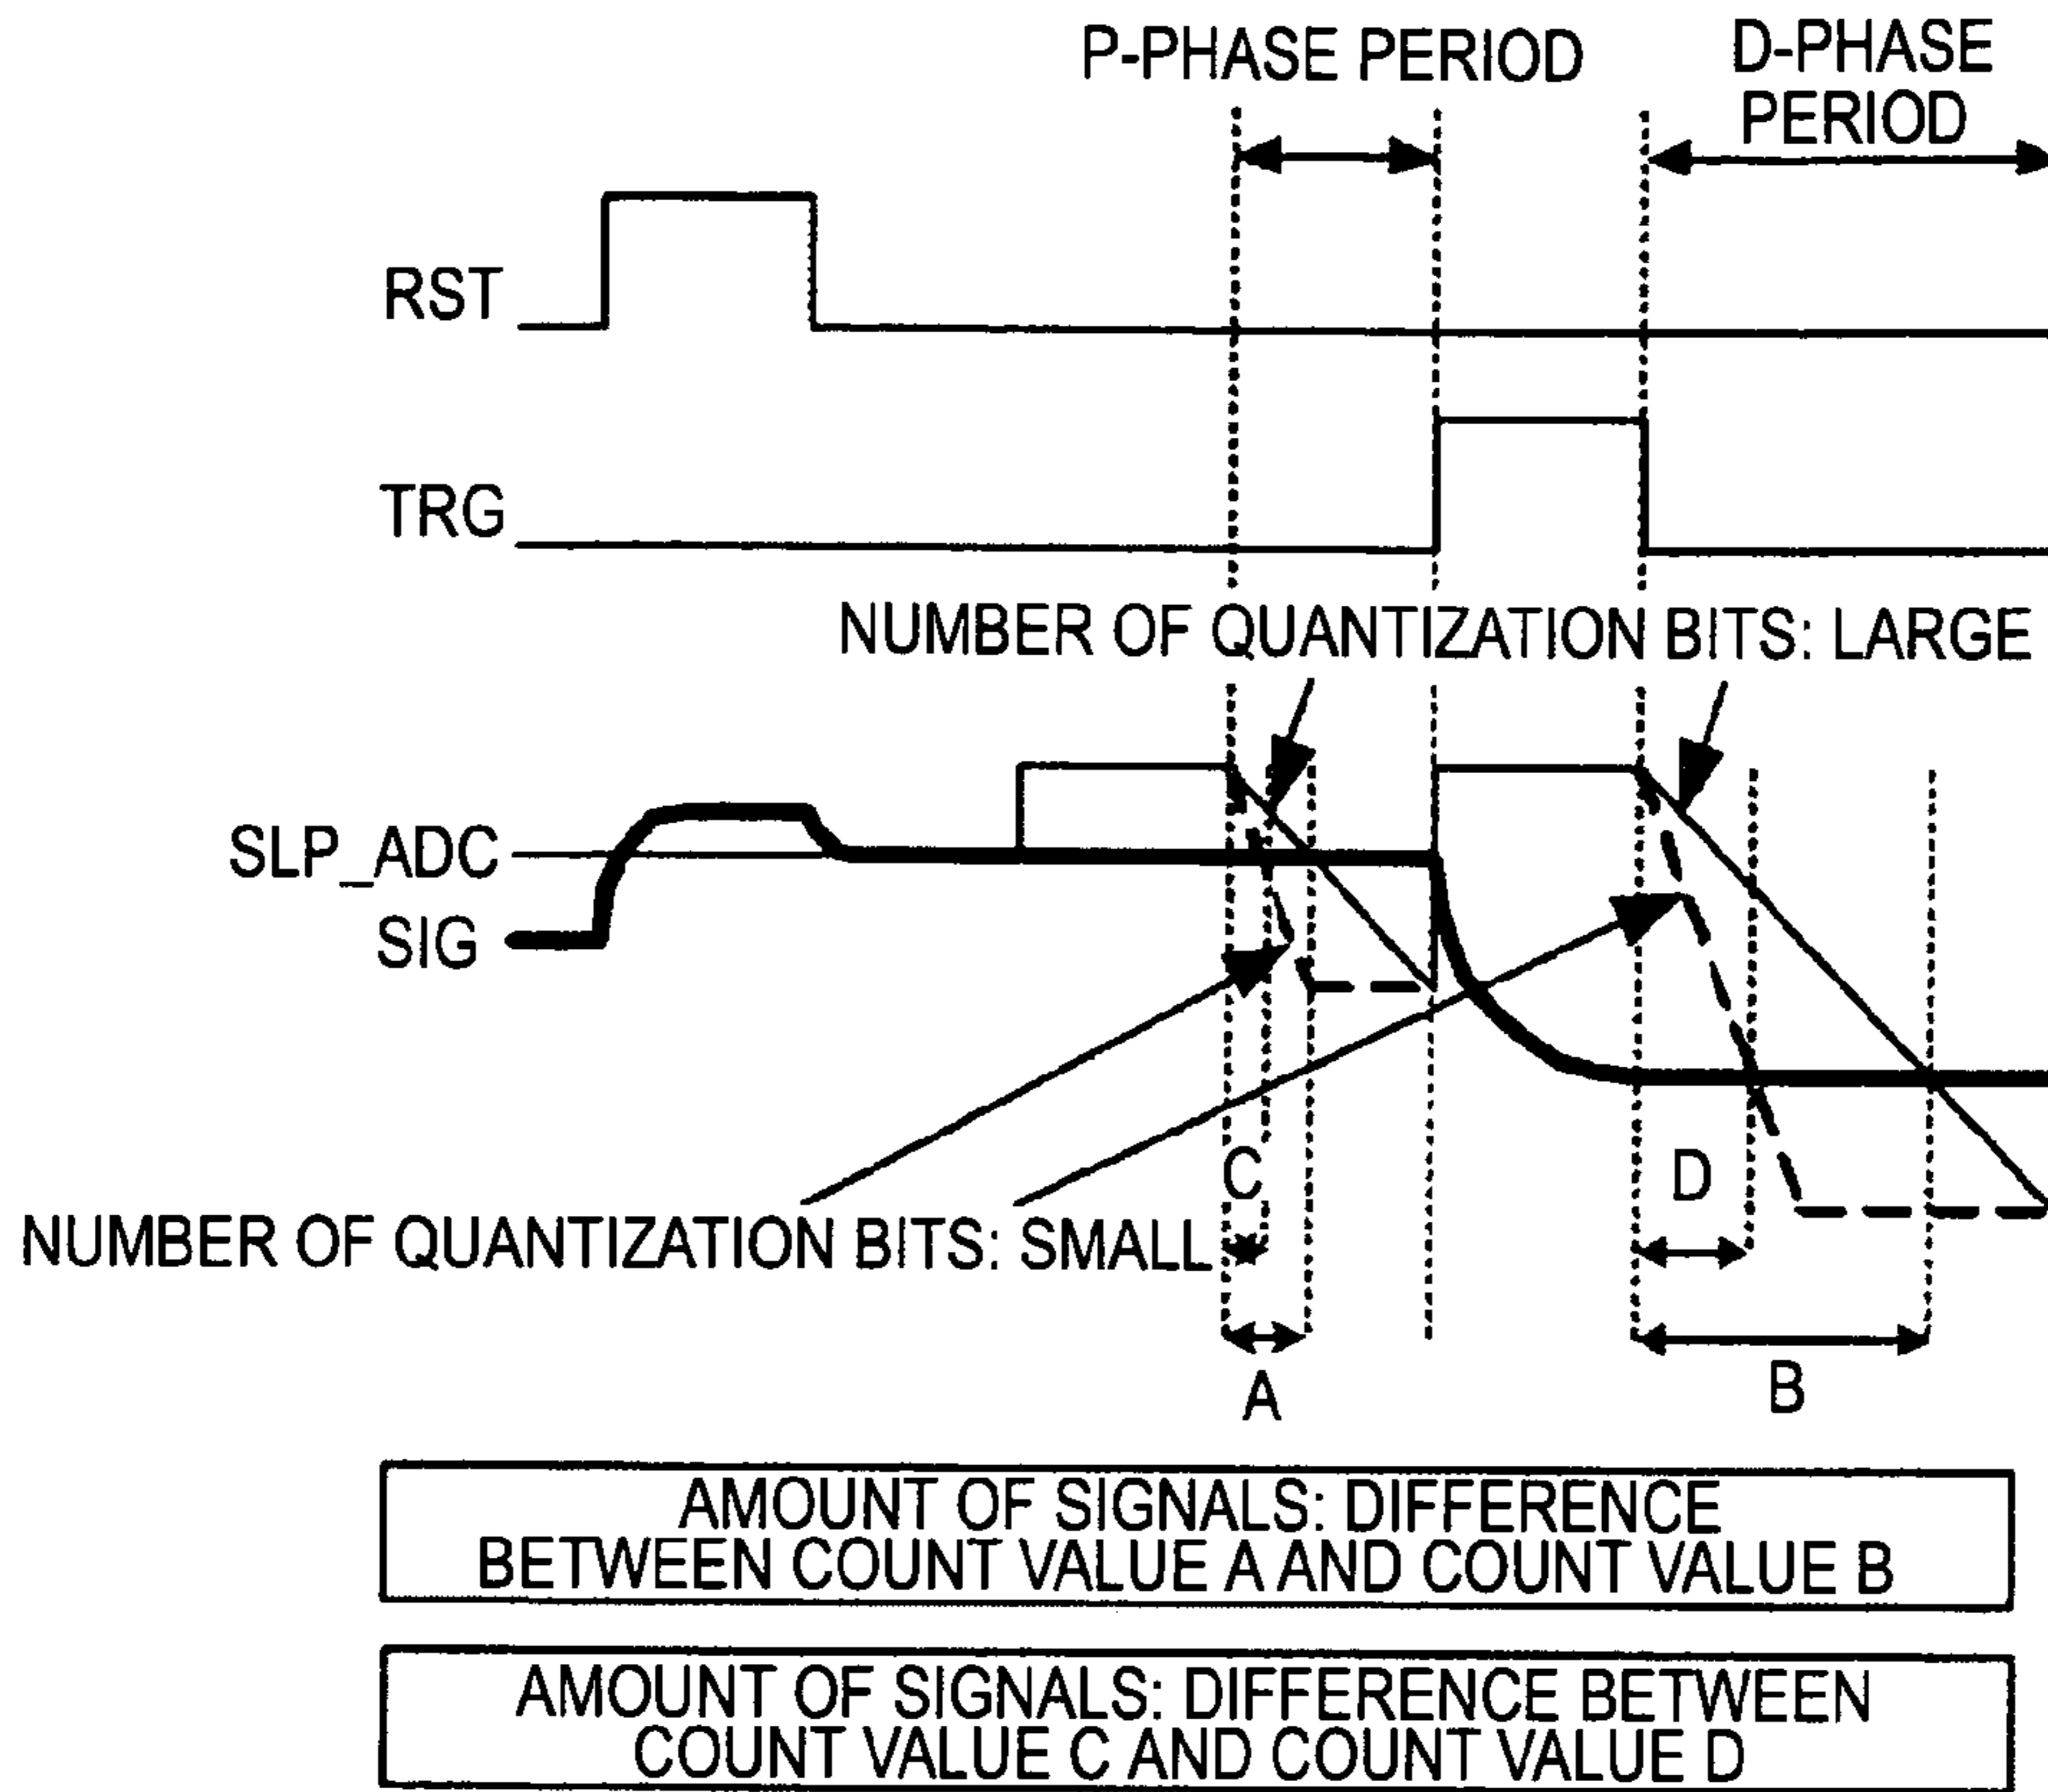 P-PHASE PERIOD
D-PHASE
PERIOD
RST
TRG
NUMBER OF QUANTIZATION BITS: LARGE
SLP_ADC
SIG
C
D
NUMBER OF QUANTIZATION BITS: SMALL
A
B
AMOUNT OF SIGNALS: DIFFERENCE
BETWEEN COUNT VALUE A AND COUNT VALUE B
AMOUNT OF SIGNALS: DIFFERENCE BETWEEN
COUNT VALUE C AND COUNT VALUE D